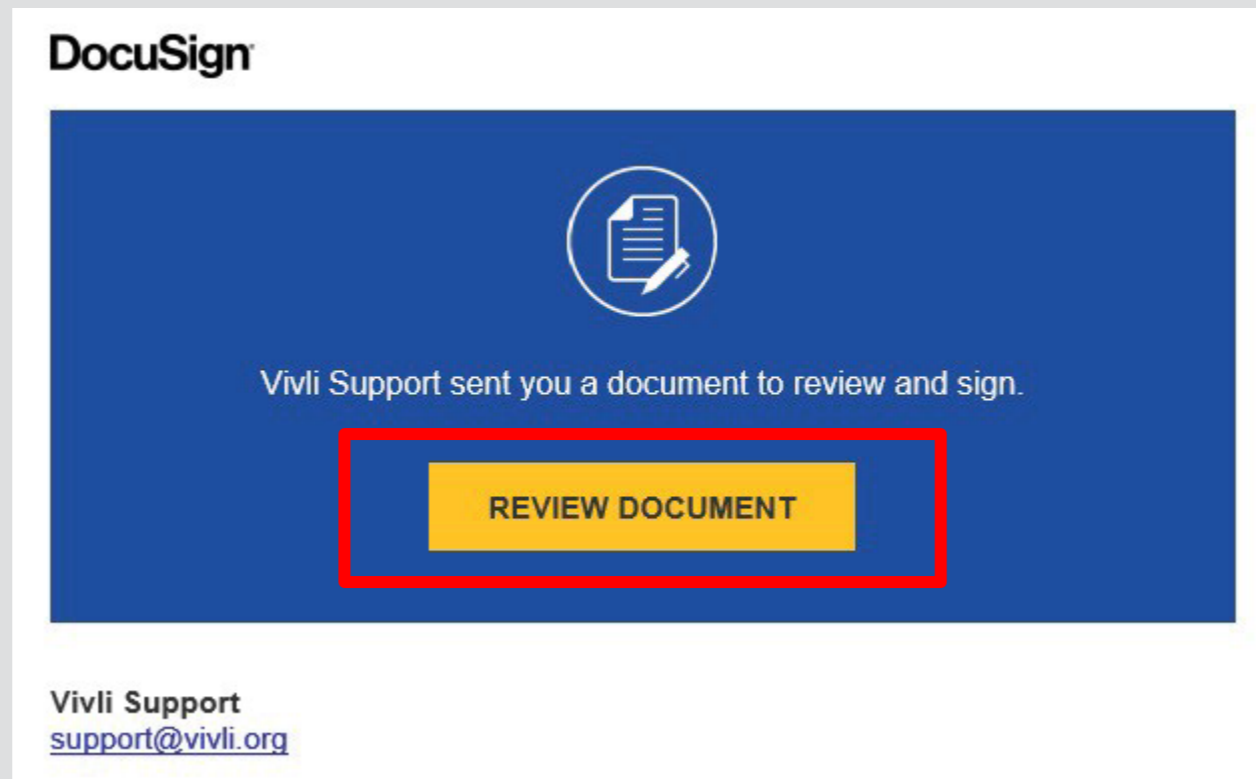 DocuSign
Vivli Support sent you a document to review and sign.
REVIEW DOCUMENT
Vivli Support
support@vivli.org